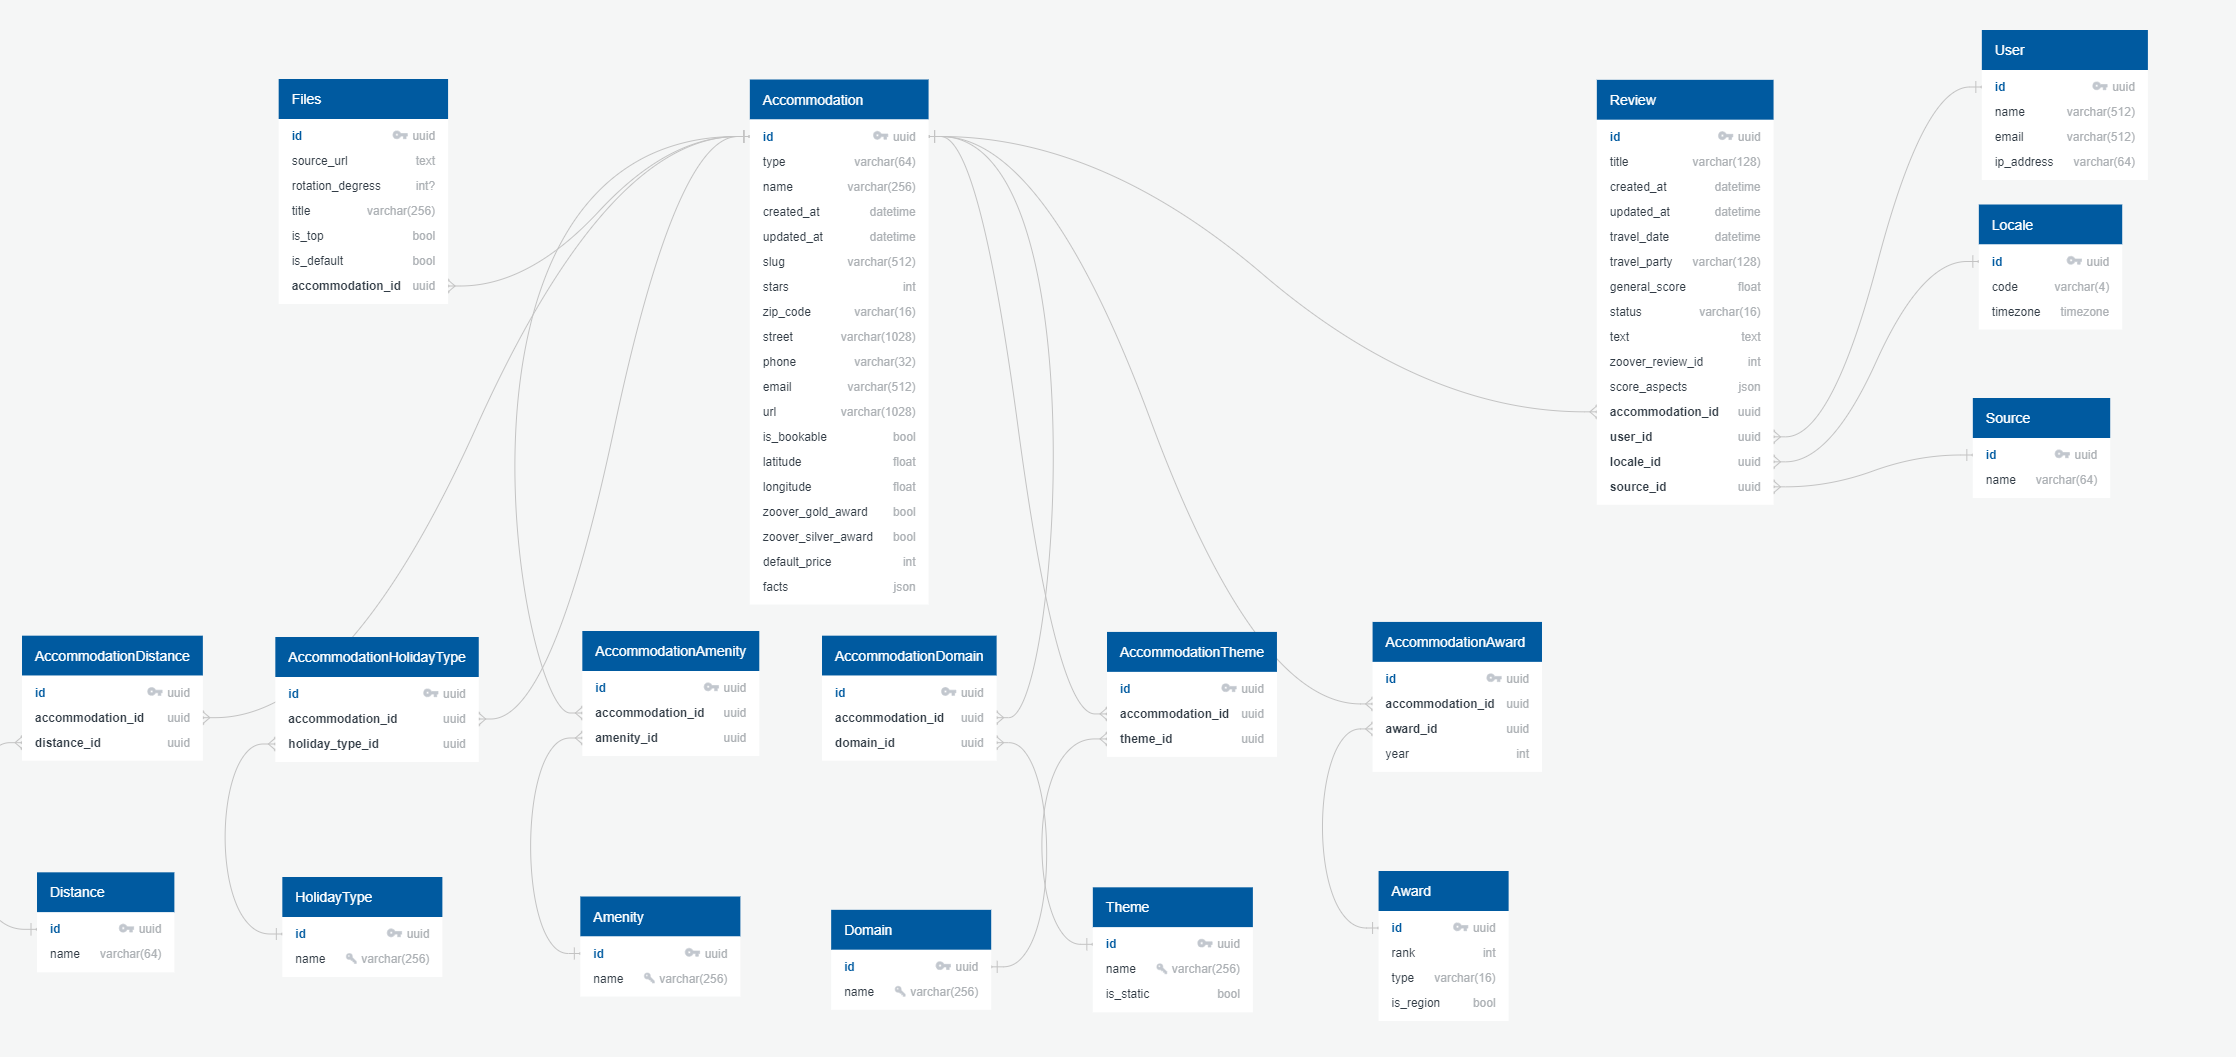 Files
id uuid
source_url text
rotation_degress int?
title varchar(256)
is_top bool
is_default bool
accommodation_id uuid
Accommodation
id uuid
type varchar(64)
name varchar(256)
created_at datetime
updated_at datetime
slug varchar(512)
stars int
zip_code varchar(16)
street varchar(1028)
phone varchar(32)
email varchar(512)
url varchar(1028)
is_bookable bool
latitude float
longitude float
zoover_gold_award bool
zoover_silver_award bool
default_price int
facts json
Review
id uuid
title varchar(128)
created_at datetime
updated_at datetime
travel_date datetime
travel_party varchar(128)
general_score float
status varchar(16)
text text
zoover_review_id int
score_aspects json
accommodation_id uuid
user_id uuid
locale_id uuid
source_id uuid
User
id uuid
name varchar(512)
email varchar(512)
ip_address varchar(64)
Locale
id uuid
code varchar(4)
timezone timezone
Source
id uuid
name varchar(64)
AccommodationDistance
id uuid
accommodation_id uuid
distance_id uuid
AccommodationHolidayType
id uuid
accommodation_id uuid
holiday_type_id uuid
AccommodationAmenity
id uuid
accommodation_id uuid
amenity_id uuid
AccommodationDomain
id uuid
accommodation_id uuid
domain_id uuid
AccommodationTheme
id uuid
accommodation_id uuid
theme_id uuid
AccommodationAward
id uuid
accommodation_id uuid
award_id uuid
year int
Distance
id uuid
name varchar(64)
HolidayType
id uuid
name varchar(256)
Amenity
id uuid
name varchar(256)
Domain
id uuid
name varchar(256)
Theme
id uuid
name varchar(256)
is_static bool
Award
id uuid
rank int
type varchar(16)
is_region bool